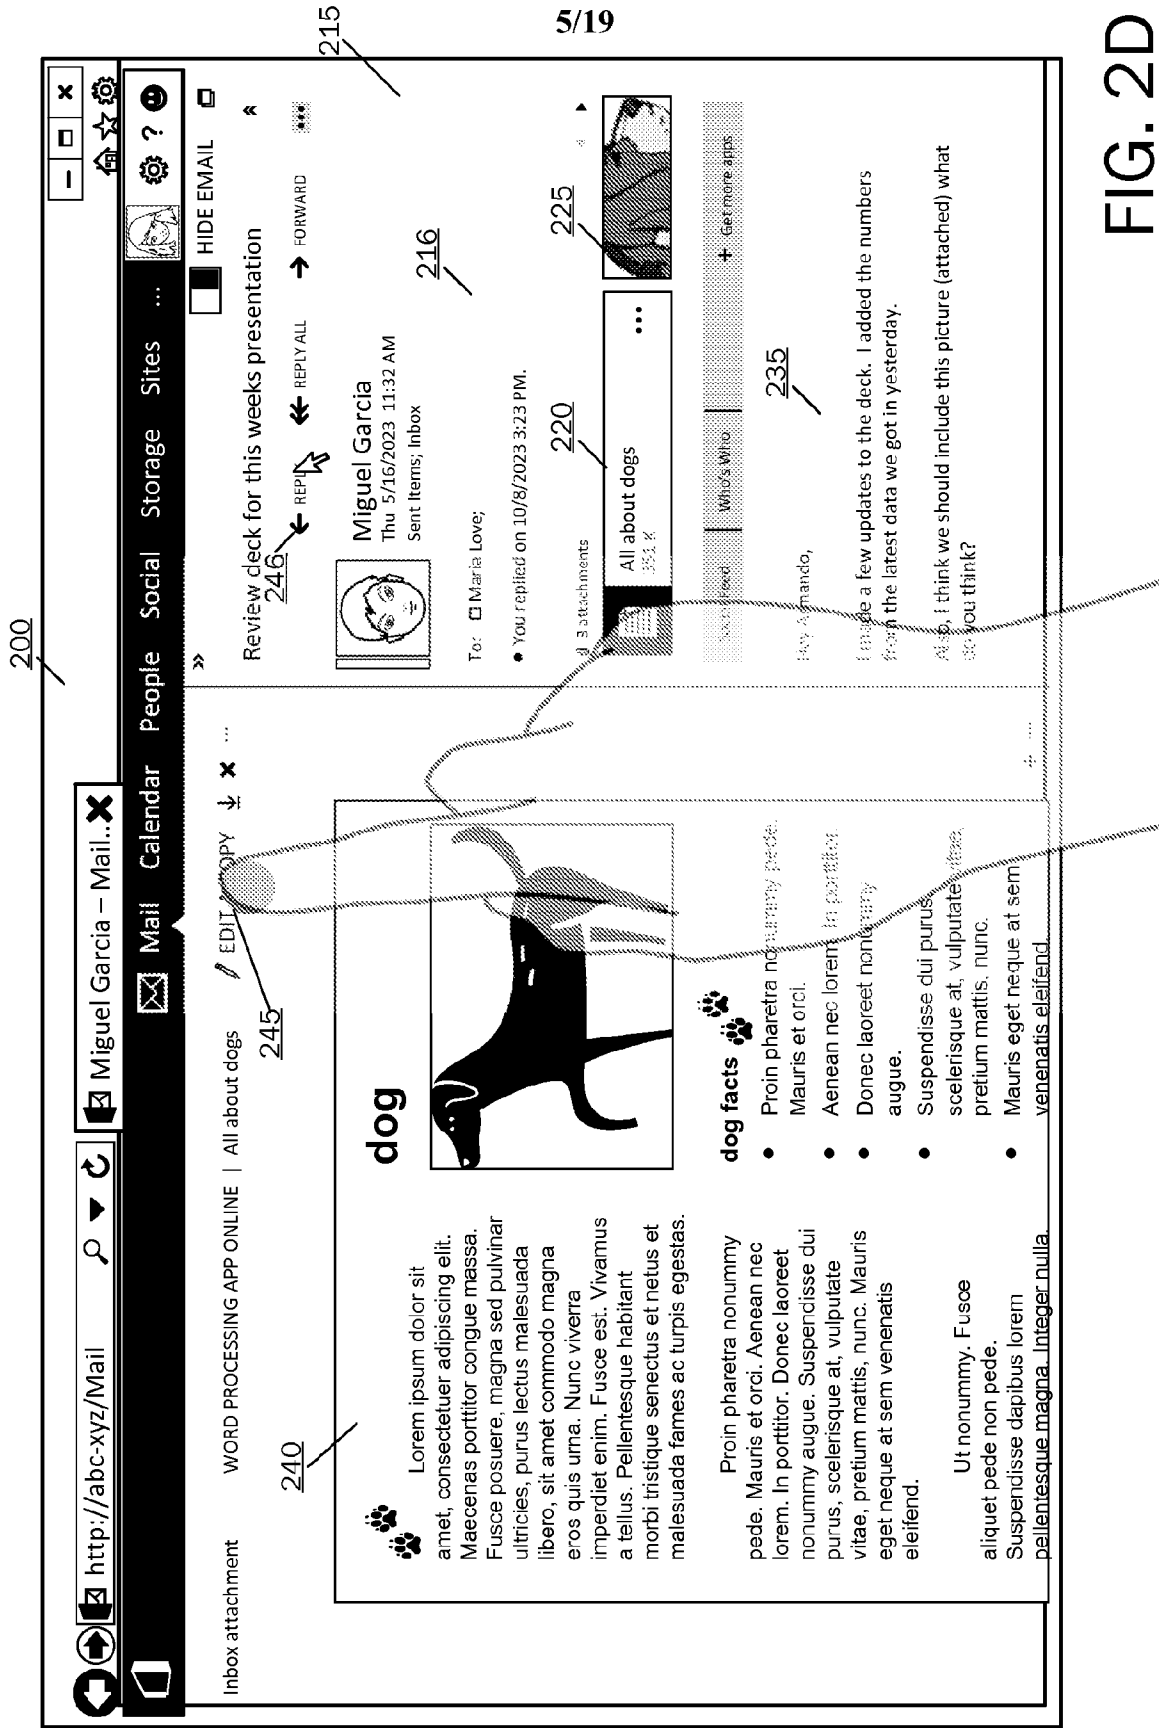 5/19
200
215
http://abc-xyz/Mail
Miguel Garcia – Mail..
Mail Calendar People Social Storage Sites ... ?
Inbox attachment
WORD PROCESSING APP ONLINE | All about dogs
EDIT
...
245
240
dog
Lorem ipsum dolor sit
amet, consectetuer adipiscing elit.
Maecenas porttitor congue massa.
Fusce posuere, magna sed pulvinar
ultricies, purus lectus malesuada
libero, sit amet commodo magna
eros quis urna. Nunc viverra
imperdiet enim. Fusce est. Vivamus
a tellus. Pellentesque habitant
morbi tristique senectus et netus et
malesuada fames ac turpis egestas.
Proin pharetra nonummy
pede. Mauris et orci. Aenean nec
lorem. In porttitor. Donec laoreet
nonummy augue. Suspendisse dui
purus, scelerisque at, vulputate
vitae, pretium mattis, nunc. Mauris
eget neque at sem venenatis
eleifend.
Ut nonummy. Fusce
aliquet pede non pede.
Suspendisse dapibus lorem
pellentesque magna. Integer nulla.
dog facts
• Proin pharetra nonummy pede.
Mauris et orci.
• Aenean nec lorem. In porttitor.
• Donec laoreet nonummy
augue.
• Suspendisse dui purus,
scelerisque at, vulputate vitae,
pretium mattis, nunc.
• Mauris eget neque at sem
venenatis eleifend.
HIDE EMAIL
Review deck for this weeks presentation
246
REPLY ALL
FORWARD
...
Miguel Garcia
Thu 5/16/2023 11:32 AM
Sent Items; Inbox
216
To: Maria Love;
• You replied on 10/8/2023 3:23 PM.
3 attachments
220
225
All about dogs
351 K
...
Who's Who
+ Get more apps
235
Hey Armando,
I made a few updates to the deck. I added the numbers
from the latest data we got in yesterday.
Also, I think we should include this picture (attached) what
do you think?
FIG. 2D